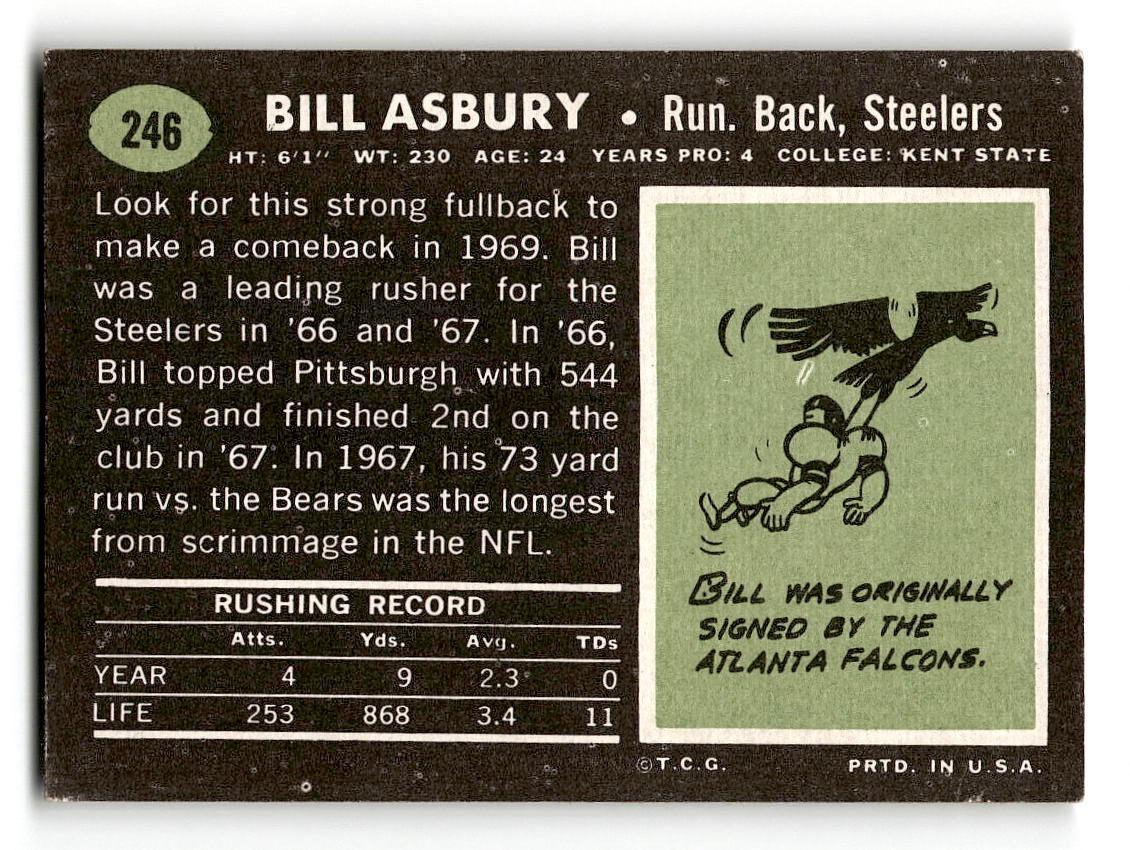 246
BILL ASBURY • Run. Back, Steelers
HT: 6'1" WT: 230 AGE: 24 YEARS PRO: 4 COLLEGE: KENT STATE
Look for this strong fullback to
make a comeback in 1969. Bill
was a leading rusher for the
Steelers in '66 and '67. In '66,
Bill topped Pittsburgh with 544
yards and finished 2nd on the
club in '67. In 1967, his 73 yard
run vs. the Bears was the longest
from scrimmage in the NFL.
RUSHING RECORD
Atts. Yds. Avg. TDs
YEAR 4 9 2.3 0
LIFE 253 868 3.4 11
BILL WAS ORIGINALLY
SIGNED BY THE
ATLANTA FALCONS.
©T.C.G. PRTD. IN U.S.A.